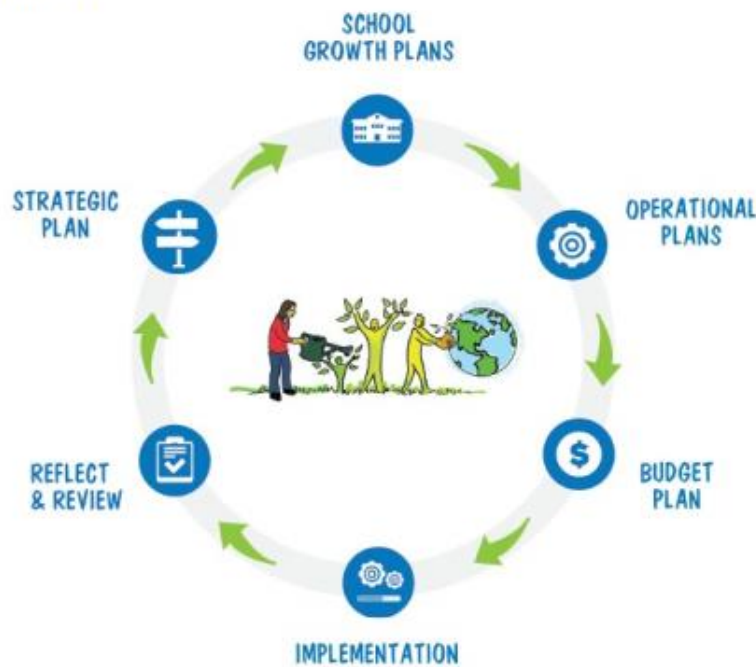 SCHOOL
GROWTH PLANS
OPERATIONAL
PLANS
BUDGET
PLAN
IMPLEMENTATION
REFLECT
& REVIEW
STRATEGIC
PLAN
$